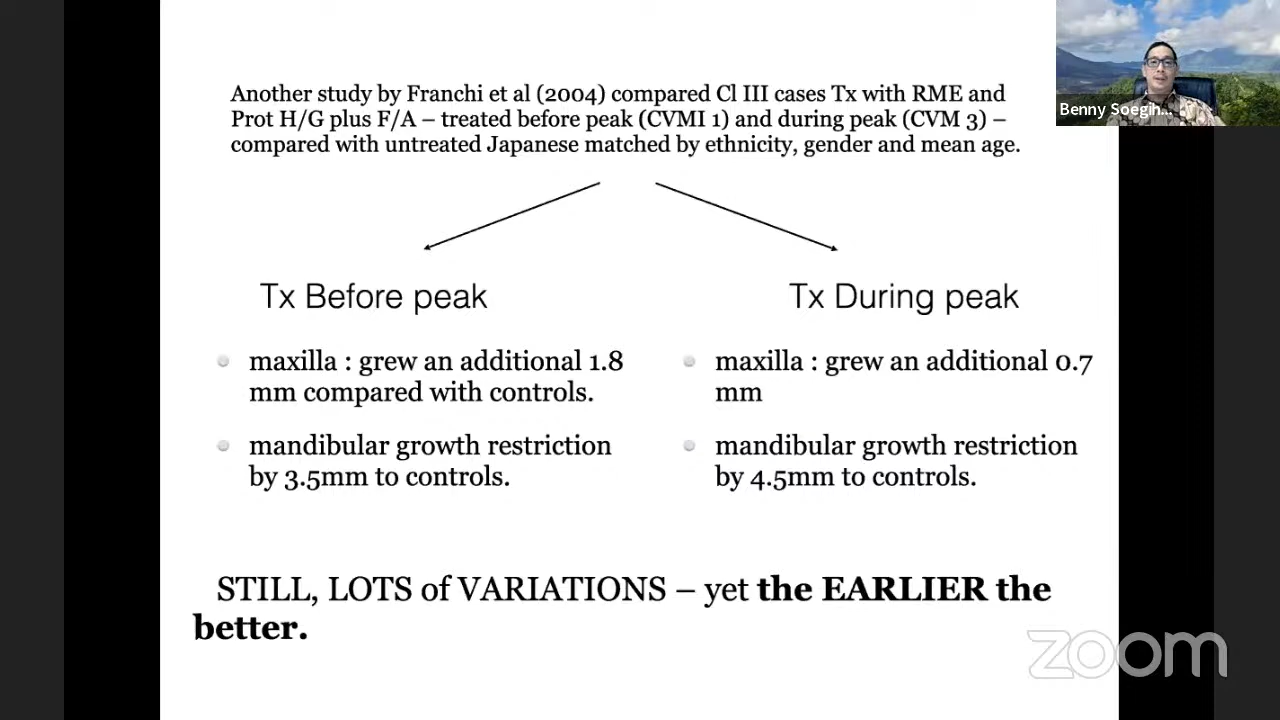 Another study by Franchi et al (2004) compared Cl III cases Tx with RME and
Prot H/G plus F/A – treated before peak (CVMI 1) and during peak (CVM 3) –
compared with untreated Japanese matched by ethnicity, gender and mean age.
Benny Soegih...
Tx Before peak
maxilla : grew an additional 1.8
mm compared with controls.
mandibular growth restriction
by 3.5mm to controls.
Tx During peak
maxilla : grew an additional 0.7
mm
mandibular growth restriction
by 4.5mm to controls.
STILL, LOTS of VARIATIONS – yet the EARLIER the
better.
zoom